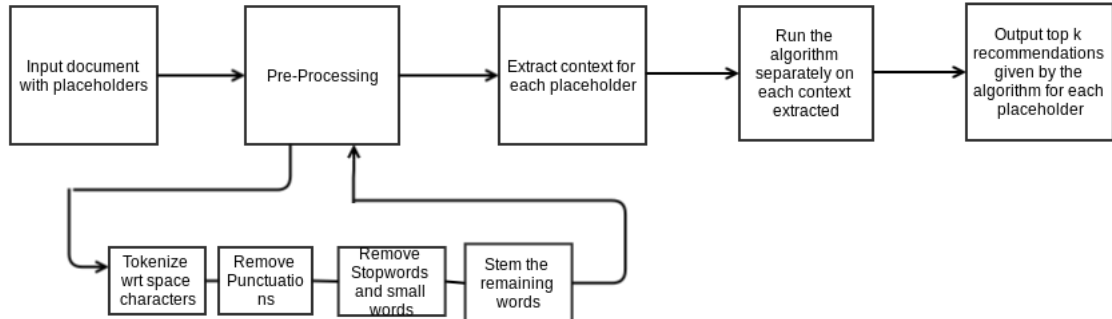 Input document
with placeholders
Pre-Processing
Extract context for
each placeholder
Run the
algorithm
separately on
each context
extracted
Output top k
recommendations
given by the
algorithm for each
placeholder
Tokenize
wrt space
characters
Remove
Punctuatio
ns
Remove
Stopwords
and small
words
Stem the
remaining
words